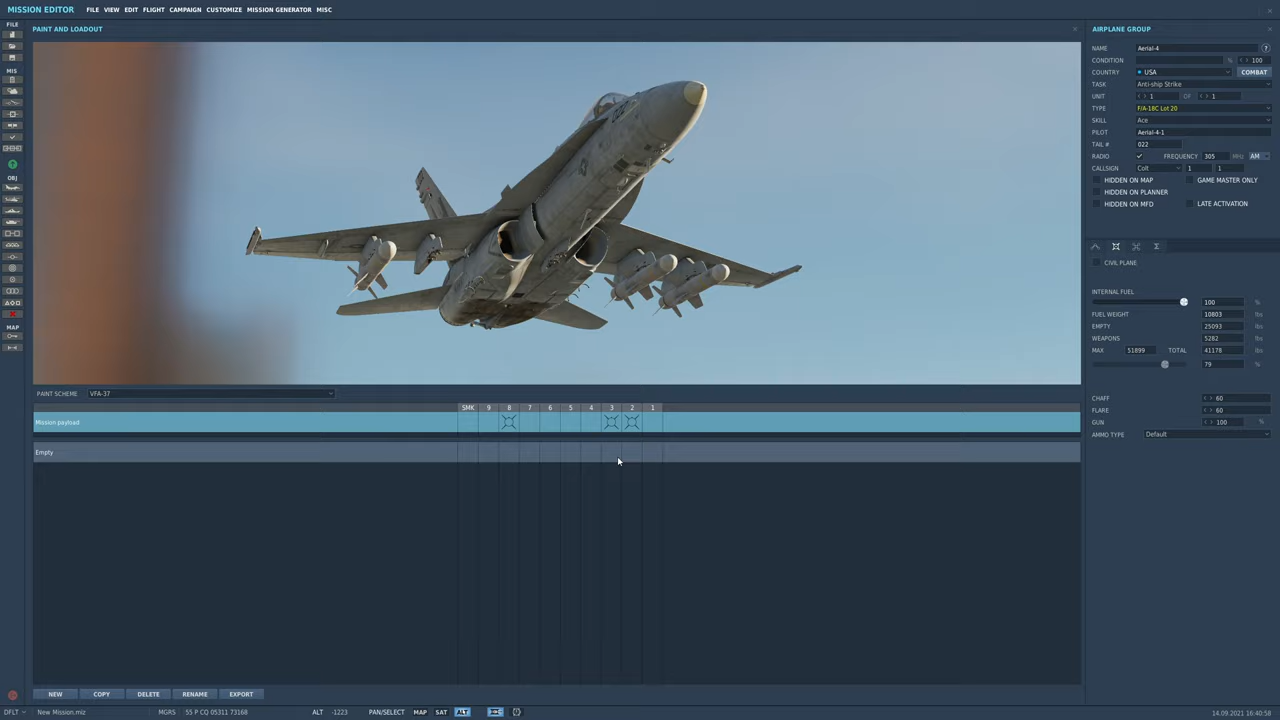 MISSION EDITOR FILE VIEW EDIT FLIGHT CAMPAIGN CUSTOMIZE MISSION GENERATOR MISC
FILE
MIS
OBJ
MAP
PAINT AND LOADOUT
PAINT SCHEME VFA-37
SMK 9 8 7 6 5 4 3 2 1
Mission payload
Empty
NEW COPY DELETE RENAME EXPORT
AIRPLANE GROUP
NAME Aerial-4 ?
CONDITION % 100
COUNTRY USA COMBAT
TASK Anti-ship Strike
UNIT 1 OF 1
TYPE F/A-18C Lot 20
SKILL Ace
PILOT Aerial-4-1
TAIL # 022
RADIO FREQUENCY 305 MHz AM
CALLSIGN Colt 1 1
HIDDEN ON MAP GAME MASTER ONLY
HIDDEN ON PLANNER
HIDDEN ON MFD LATE ACTIVATION
CIVIL PLANE
INTERNAL FUEL
100 %
FUEL WEIGHT 10803 lbs
EMPTY 25093 lbs
WEAPONS 5282 lbs
MAX 51899 TOTAL 41178 lbs
79 %
CHAFF 60
FLARE 60
GUN 100 %
AMMO TYPE Default
DFLT New Mission.miz MGRS 55 P CQ 05311 73168 ALT -1223 PAN/SELECT MAP SAT ALT 14.09.2021 16:40:58